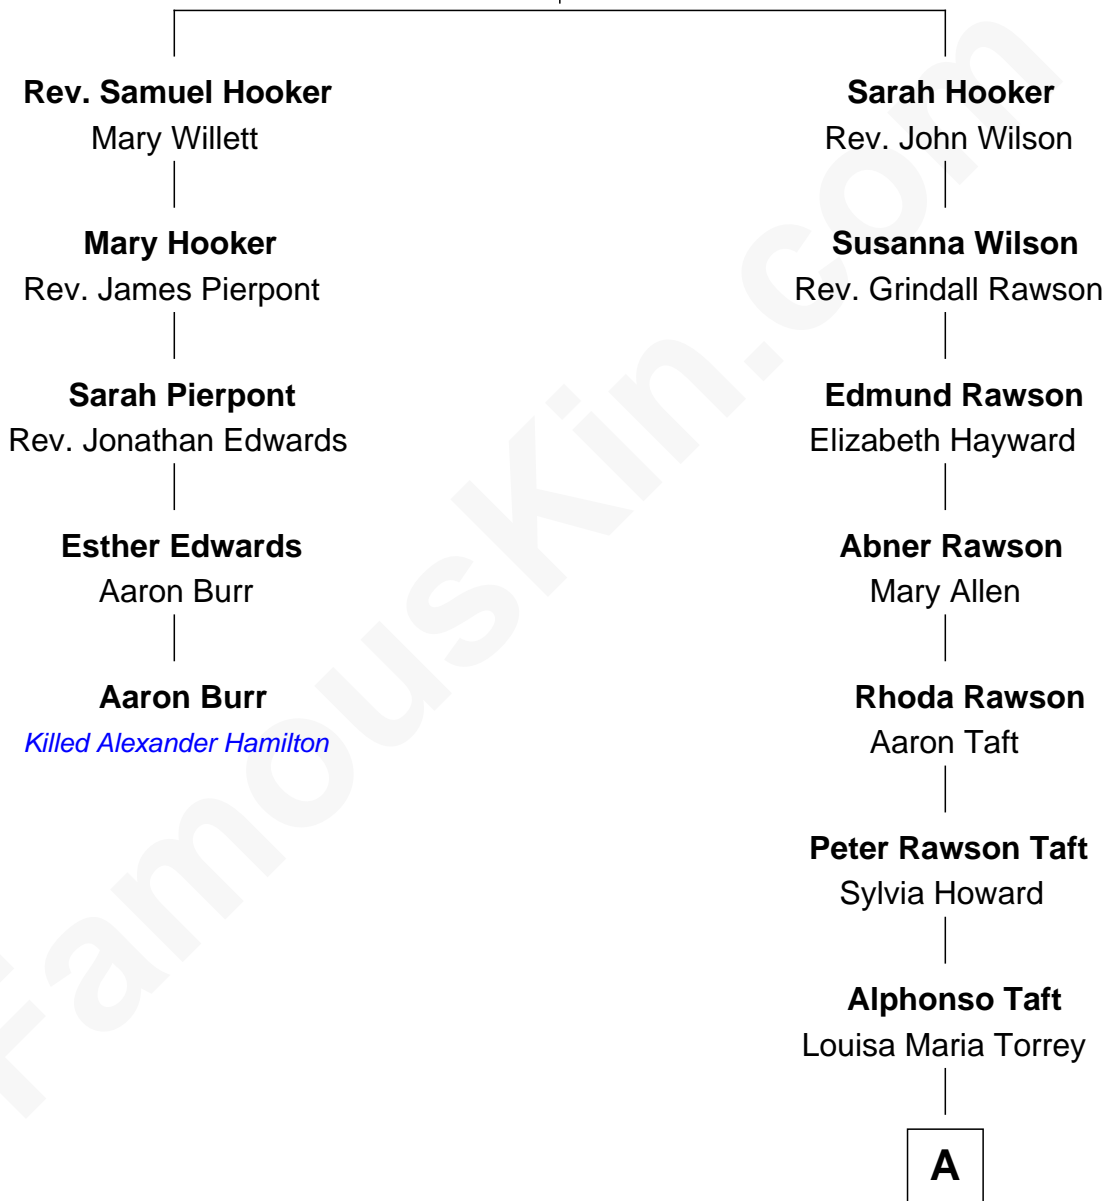 Rev. Samuel Hooker
Mary Willett
Mary Hooker
Rev. James Pierpont
Sarah Pierpont
Rev. Jonathan Edwards
Esther Edwards
Aaron Burr
Aaron Burr
Killed Alexander Hamilton
Sarah Hooker
Rev. John Wilson
Susanna Wilson
Rev. Grindall Rawson
Edmund Rawson
Elizabeth Hayward
Abner Rawson
Mary Allen
Rhoda Rawson
Aaron Taft
Peter Rawson Taft
Sylvia Howard
Alphonso Taft
Louisa Maria Torrey
A
FamousKin.com